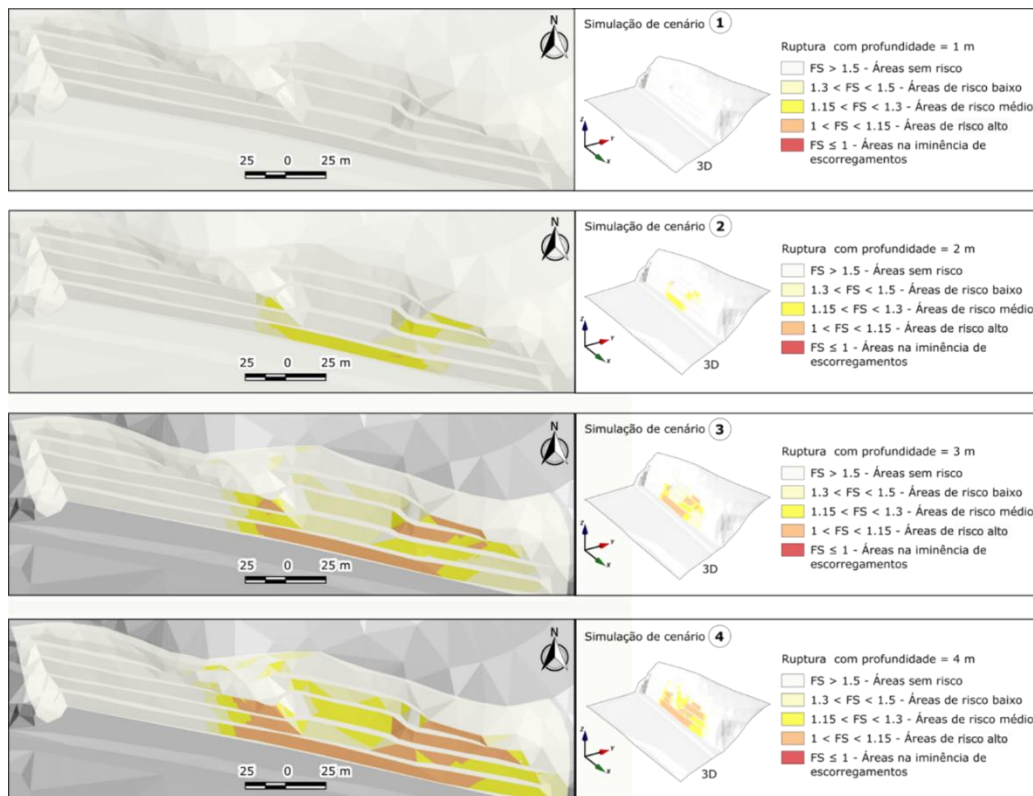 N
25 0 25 m
Simulação de cenário 1
z
Y
X
3D
Ruptura com profundidade = 1 m
FS > 1.5 - Áreas sem risco
1.3 < FS < 1.5 - Áreas de risco baixo
1.15 < FS < 1.3 - Áreas de risco médio
1 < FS < 1.15 - Áreas de risco alto
FS ≤ 1 - Áreas na iminência de
escorregamentos
N
25 0 25 m
Simulação de cenário 2
z
Y
X
3D
Ruptura com profundidade = 2 m
FS > 1.5 - Áreas sem risco
1.3 < FS < 1.5 - Áreas de risco baixo
1.15 < FS < 1.3 - Áreas de risco médio
1 < FS < 1.15 - Áreas de risco alto
FS ≤ 1 - Áreas na iminência de
escorregamentos
N
25 0 25 m
Simulação de cenário 3
z
Y
X
3D
Ruptura com profundidade = 3 m
FS > 1.5 - Áreas sem risco
1.3 < FS < 1.5 - Áreas de risco baixo
1.15 < FS < 1.3 - Áreas de risco médio
1 < FS < 1.15 - Áreas de risco alto
FS ≤ 1 - Áreas na iminência de
escorregamentos
N
25 0 25 m
Simulação de cenário 4
z
Y
X
3D
Ruptura com profundidade = 4 m
FS > 1.5 - Áreas sem risco
1.3 < FS < 1.5 - Áreas de risco baixo
1.15 < FS < 1.3 - Áreas de risco médio
1 < FS < 1.15 - Áreas de risco alto
FS ≤ 1 - Áreas na iminência de
escorregamentos